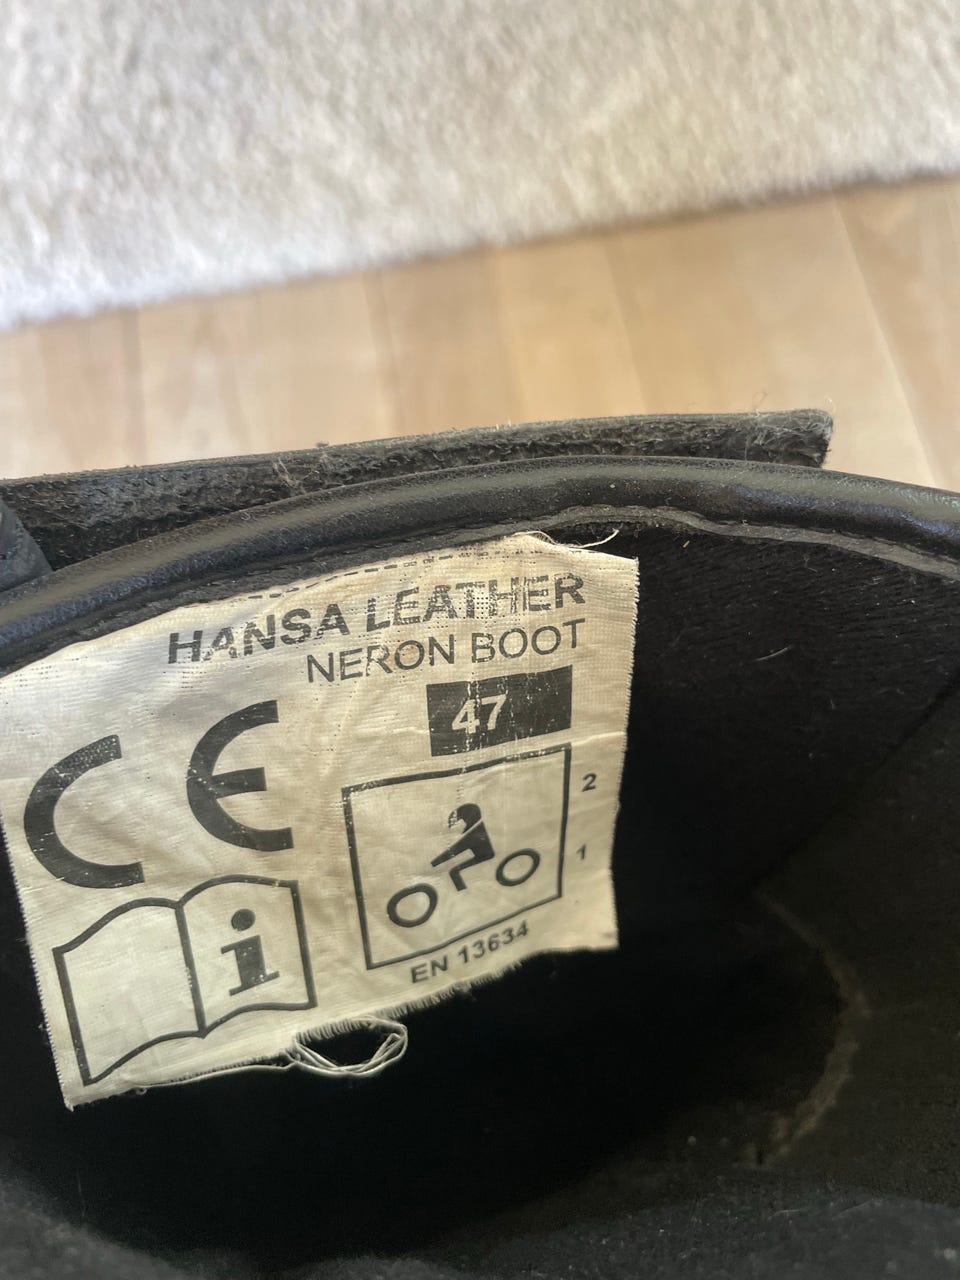 HANSA LEATHER
NERON BOOT
47
CE
2
1
i
EN 13634